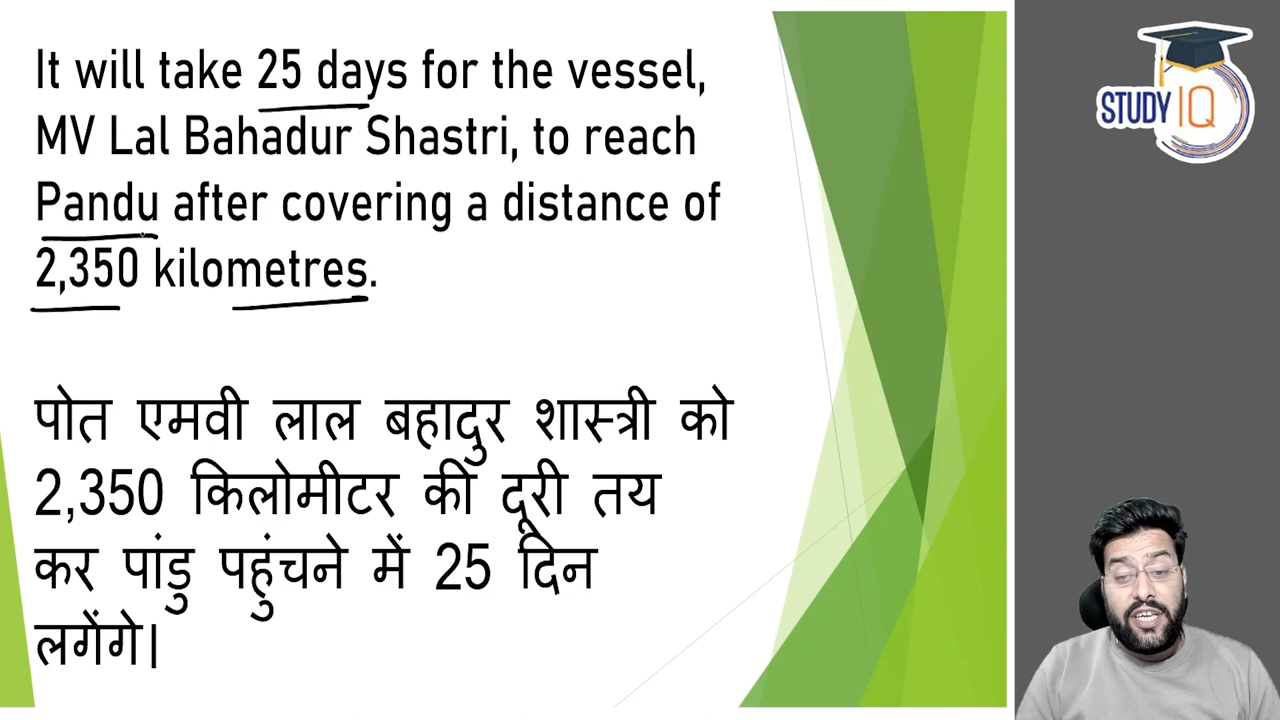 It will take 25 days for the vessel,
MV Lal Bahadur Shastri, to reach
Pandu after covering a distance of
2,350 kilometres.
पोत एमवी लाल बहादुर शास्त्री को
2,350 किलोमीटर की दूरी तय
कर पांडु पहुंचने में 25 दिन
लगेंगे।
STUDY IQ